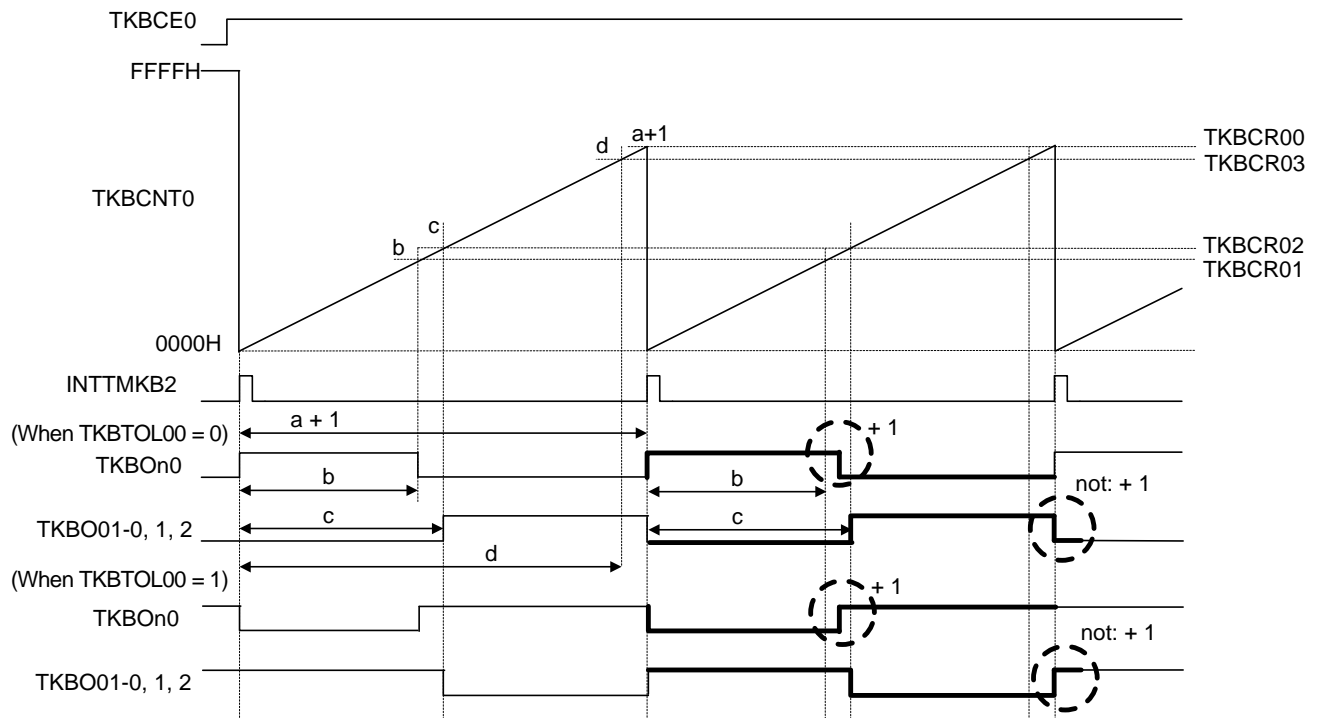 TKBCE0
FFFFH
a+1
d
TKBCR00
TKBCR03
TKBCNT0
c
b
TKBCR02
TKBCR01
0000H
INTTMKB2
(When TKBTOL00 = 0)
a + 1
+ 1
TKBOn0
b
b
not: + 1
TKBO01-0, 1, 2
c
c
d
(When TKBTOL00 = 1)
+ 1
TKBOn0
not: + 1
TKBO01-0, 1, 2